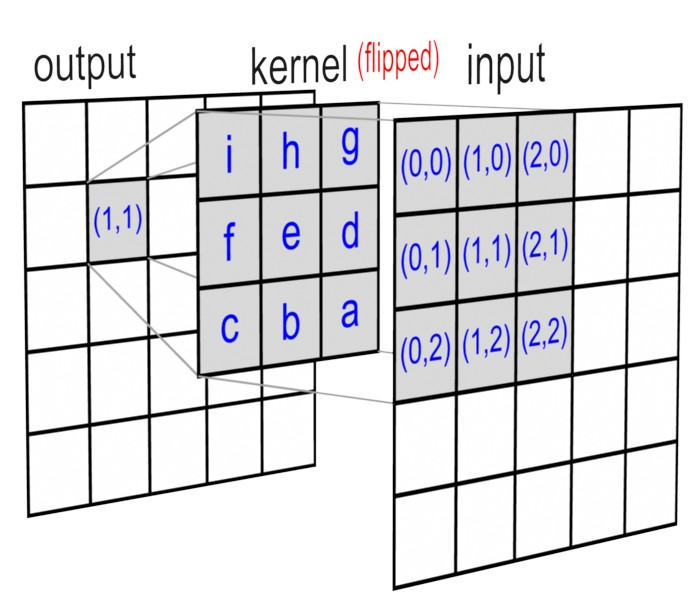 output kernel (flipped) input
i h g
f e d
c b a
(1,1)
(0,0) (1,0) (2,0)
(0,1) (1,1) (2,1)
(0,2) (1,2) (2,2)